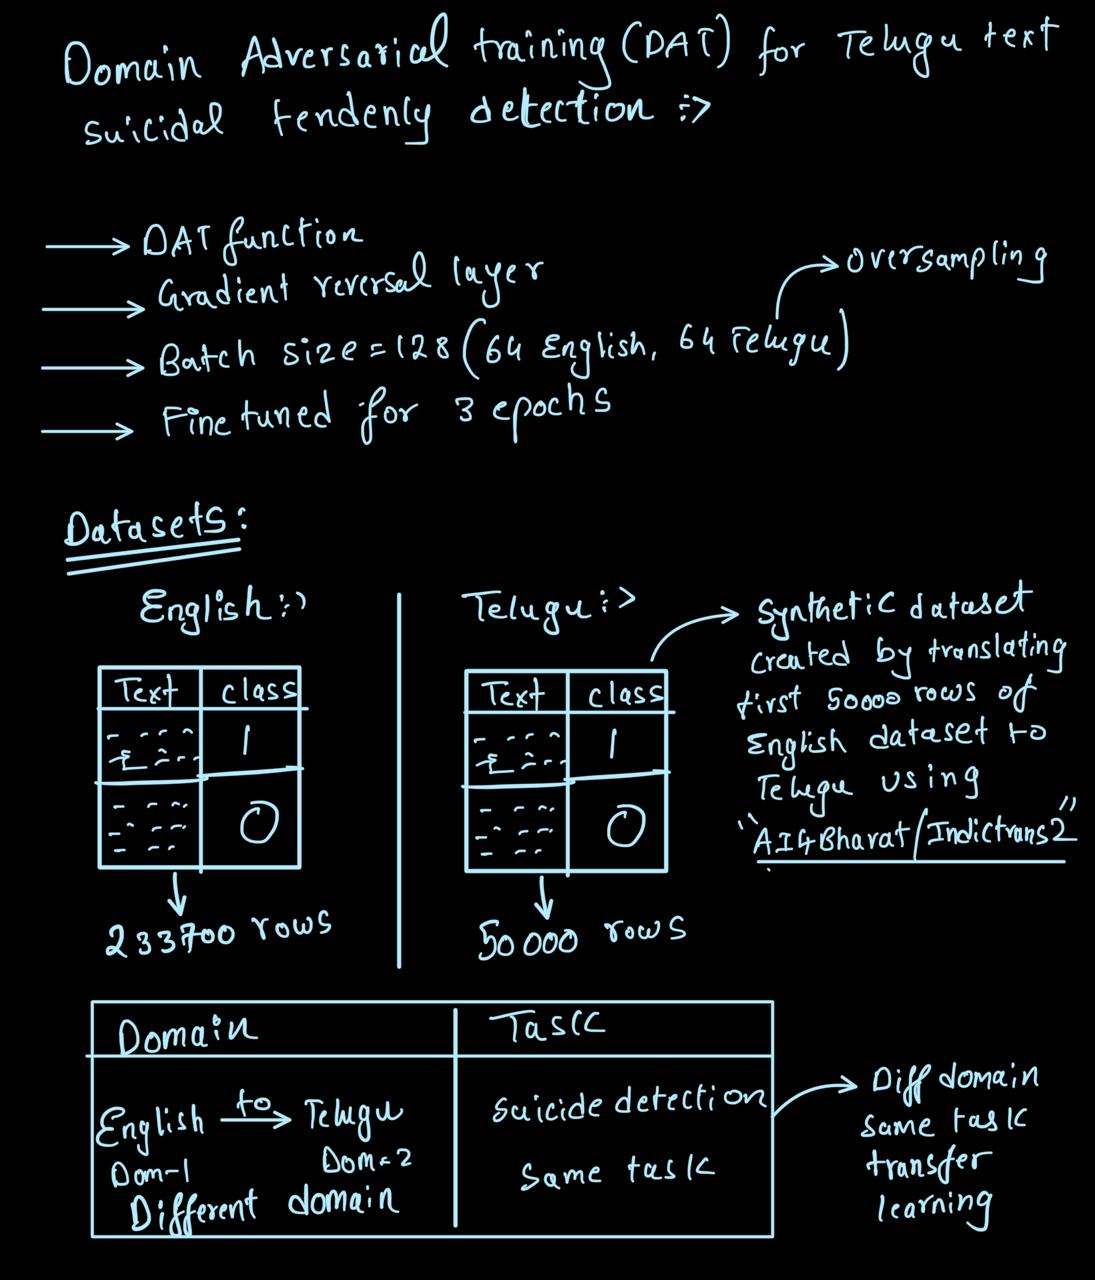 Domain Adversarial training (DAT) for Telugu text
suicidal tendenly detection :->
→ DAT function
→ Gradient reversal layer
→ oversampling
→ Batch size = 128 (64 English, 64 Telugu)
→ Fine tuned for 3 epochs
Datasets:
English :->
Text class
1
0
233700 rows
Telugu :->
Text class
1
0
50000 rows
synthetic dataset
created by translating
first 50000 rows of
English dataset to
Telugu using
"AI4Bharat/Indictrans2"
Domain Task
English to → Telugu
Dom-1 Dom-2
Different domain
suicide detection
same task
Diff domain
same task
transfer
learning